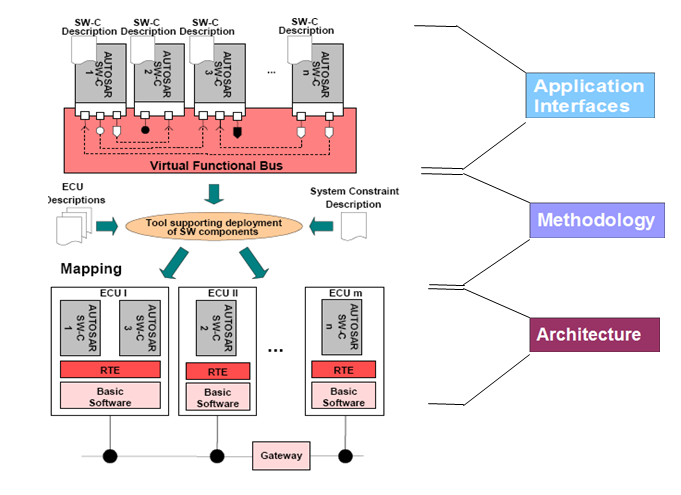 SW-C
Description
SW-C
Description
SW-C
Description
SW-C
Description
AUTOSAR
SW-C
1
AUTOSAR
SW-C
2
AUTOSAR
SW-C
3
...
AUTOSAR
SW-C
n
Virtual Functional Bus
Application
Interfaces
ECU
Descriptions
System Constraint
Description
Tool supporting deployment
of SW components
Methodology
Mapping
ECU I
ECU II
ECU m
AUTOSAR
SW-C
1
AUTOSAR
SW-C
3
AUTOSAR
SW-C
2
...
AUTOSAR
SW-C
n
RTE
RTE
RTE
Basic
Software
Basic
Software
Basic
Software
Architecture
Gateway